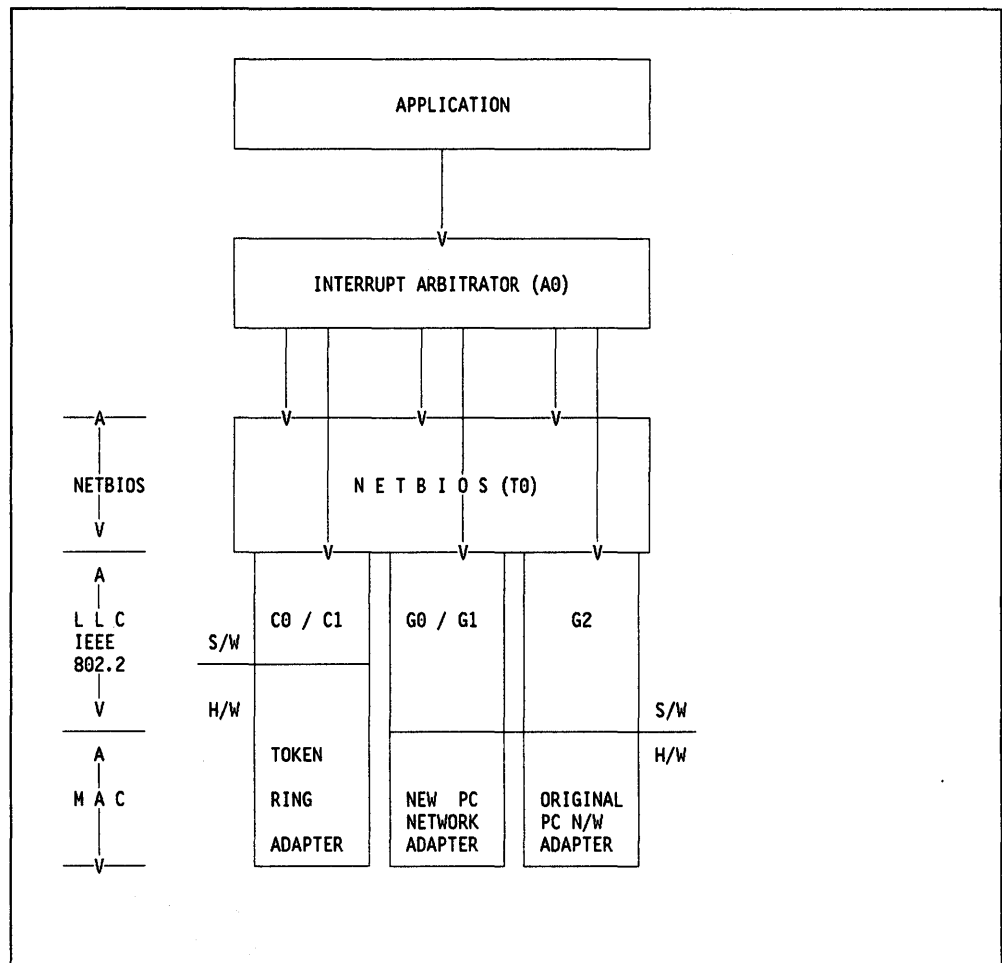 APPLICATION
INTERRUPT ARBITRATOR (A0)
V
V V V
A
NETBIOS
V
N E T B I O S (T0)
V V V
A
L L C
IEEE
802.2
V
S/W
H/W
C0 / C1
G0 / G1
G2
S/W
H/W
A
M A C
V
TOKEN
RING
ADAPTER
NEW PC
NETWORK
ADAPTER
ORIGINAL
PC N/W
ADAPTER